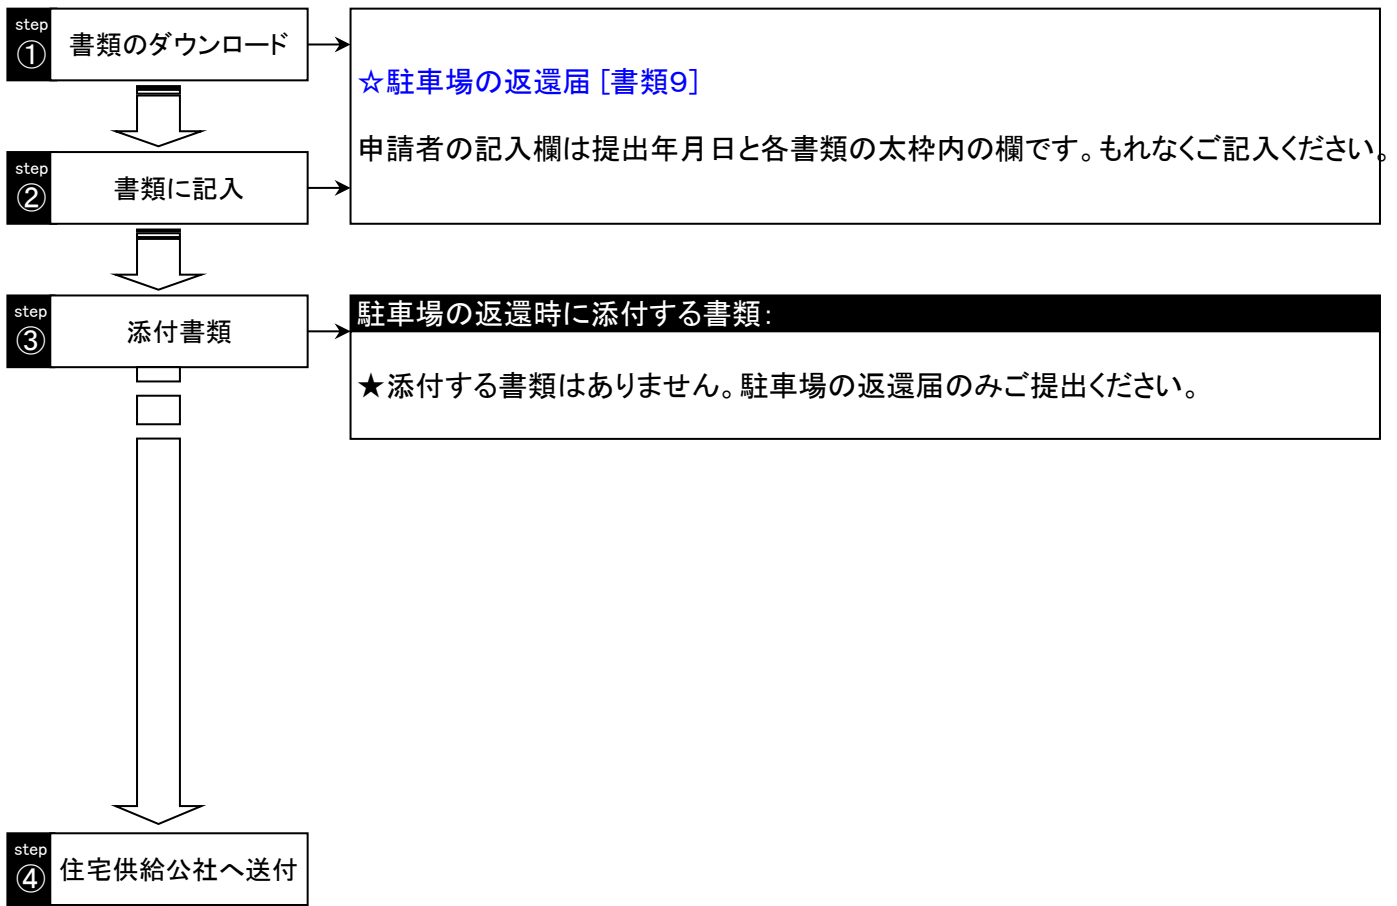 step
①
書類のダウンロード
☆駐車場の返還届 [書類9]
申請者の記入欄は提出年月日と各書類の太枠内の欄です。もれなくご記入ください。
step
②
書類に記入
step
③
添付書類
駐車場の返還時に添付する書類:
★添付する書類はありません。駐車場の返還届のみご提出ください。
step
④
住宅供給公社へ送付